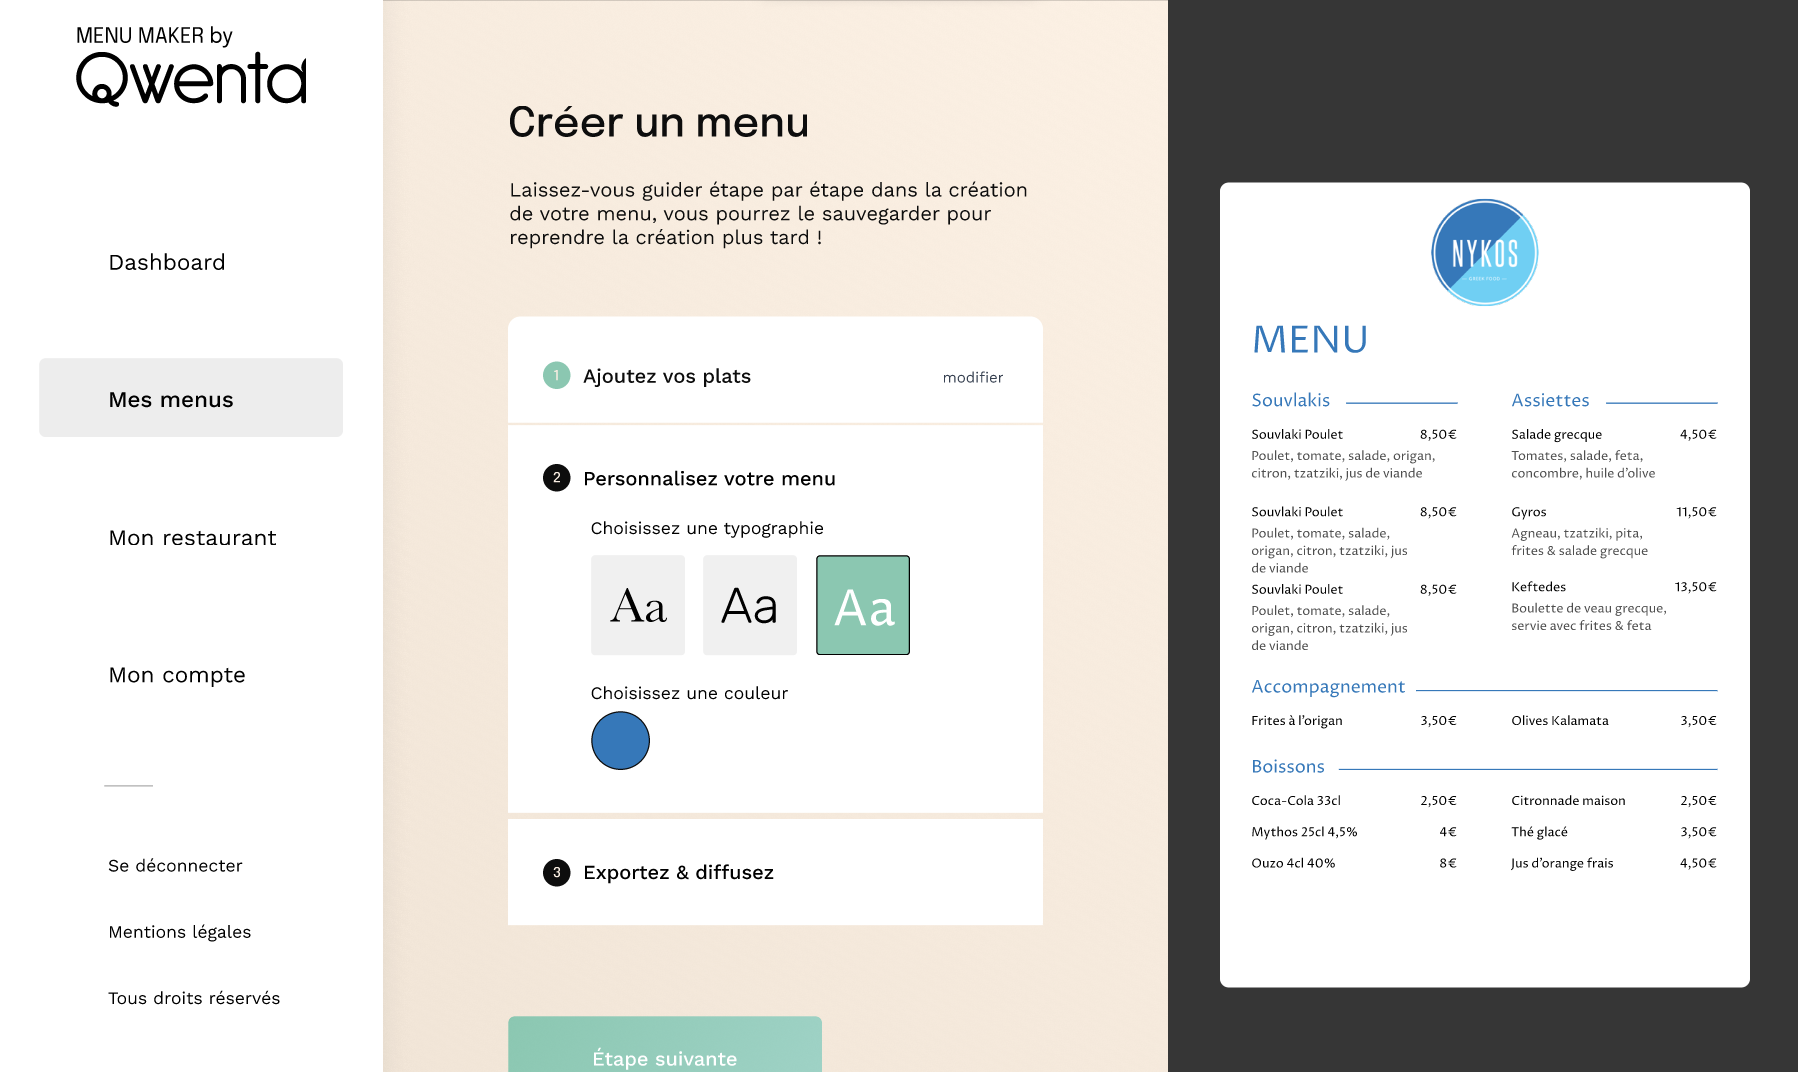 MENU MAKER by
Qwenta
Dashboard
Mes menus
Mon restaurant
Mon compte
Se déconnecter
Mentions légales
Tous droits réservés
Créer un menu
Laissez-vous guider étape par étape dans la création
de votre menu, vous pourrez le sauvegarder pour
reprendre la création plus tard !
1 Ajoutez vos plats modifier
2 Personnalisez votre menu
Choisissez une typographie
Aa Aa Aa
Choisissez une couleur
3 Exportez & diffusez
Étape suivante
NYKOS
— GREEK FOOD —
MENU
Souvlakis
Souvlaki Poulet 8,50€
Poulet, tomate, salade, origan,
citron, tzatziki, jus de viande
Souvlaki Poulet 8,50€
Poulet, tomate, salade,
origan, citron, tzatziki, jus
de viande
Souvlaki Poulet 8,50€
Poulet, tomate, salade,
origan, citron, tzatziki, jus
de viande
Assiettes
Salade grecque 4,50€
Tomates, salade, feta,
concombre, huile d'olive
Gyros 11,50€
Agneau, tzatziki, pita,
frites & salade grecque
Keftedes 13,50€
Boulette de veau grecque,
servie avec frites & feta
Accompagnement
Frites à l'origan 3,50€ Olives Kalamata 3,50€
Boissons
Coca-Cola 33cl 2,50€ Citronnade maison 2,50€
Mythos 25cl 4,5% 4€ Thé glacé 3,50€
Ouzo 4cl 40% 8€ Jus d'orange frais 4,50€